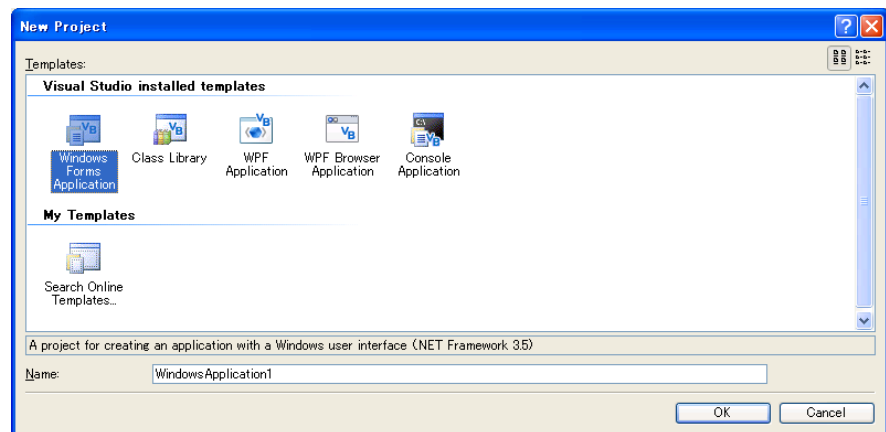 New Project
Templates:
Visual Studio installed templates
Windows Forms Application
Class Library
WPF Application
WPF Browser Application
Console Application
My Templates
Search Online Templates...
A project for creating an application with a Windows user interface (.NET Framework 3.5)
Name:
WindowsApplication1
OK
Cancel